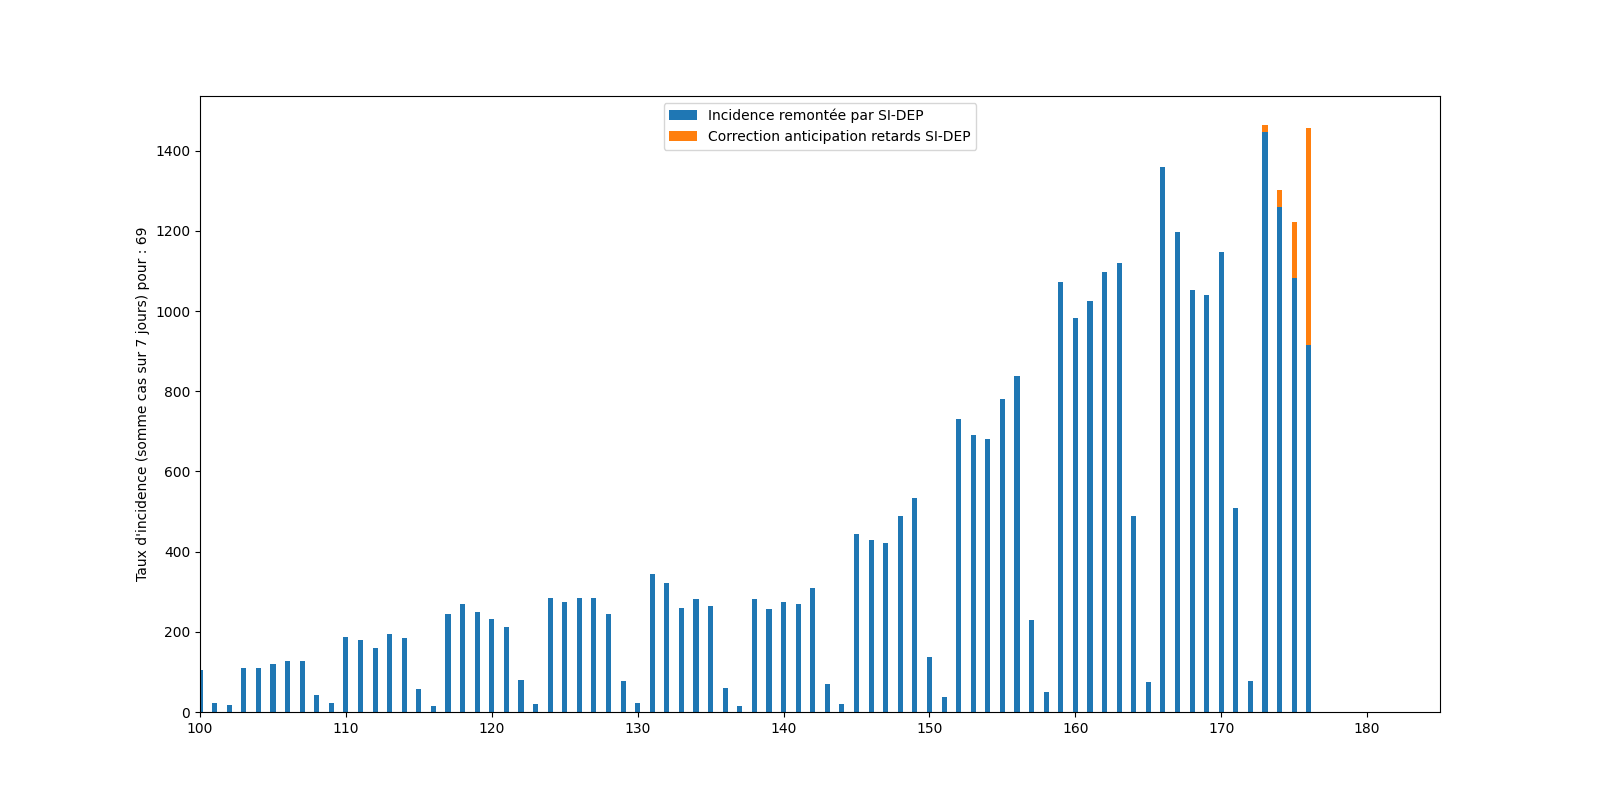 Incidence remontée par SI-DEP
Correction anticipation retards SI-DEP
Taux d'incidence (somme cas sur 7 jours) pour : 69
1400
1200
1000
800
600
400
200
0
100 110 120 130 140 150 160 170 180